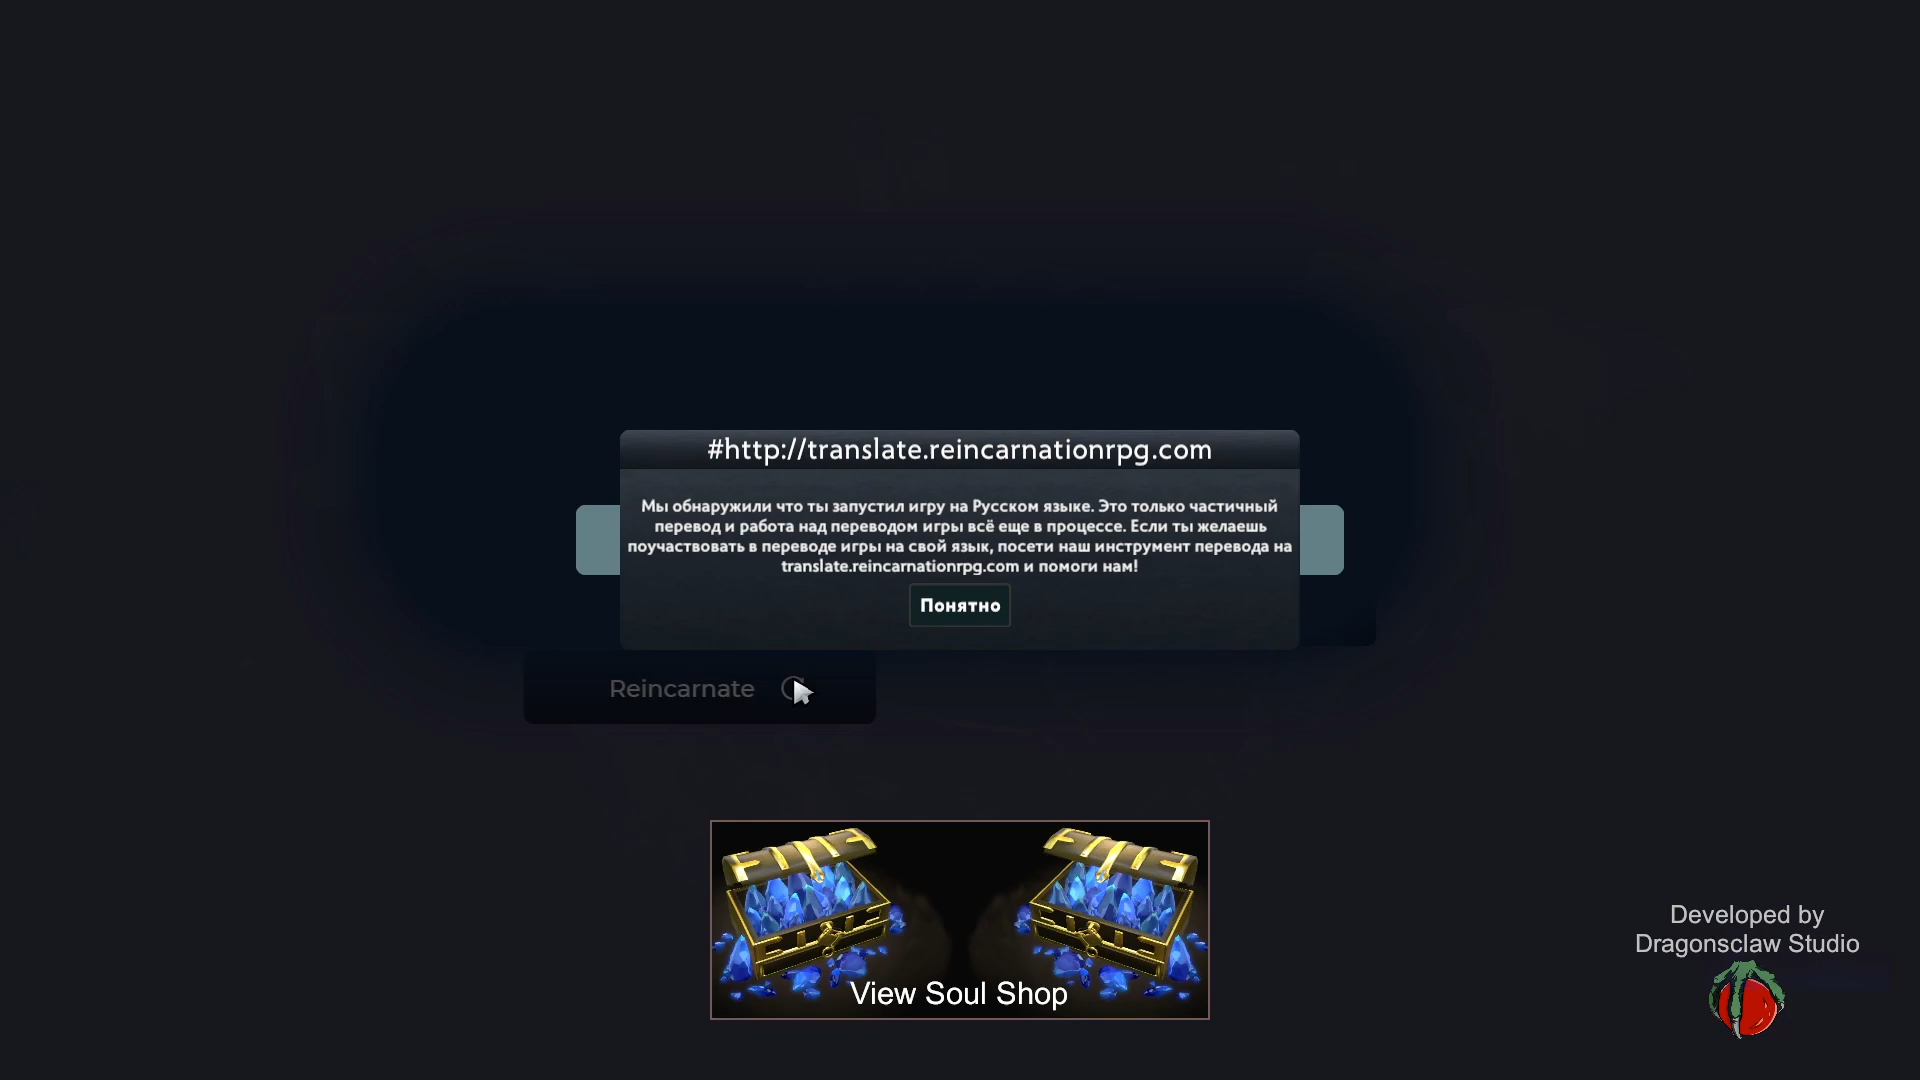 #http://translate.reincarnationrpg.com
Мы обнаружили что ты запустил игру на Русском языке. Это только частичный
перевод и работа над переводом игры всё еще в процессе. Если ты желаешь
поучаствовать в переводе игры на свой язык, посети наш инструмент перевода на
translate.reincarnationrpg.com и помоги нам!
Понятно
Reincarnate
View Soul Shop
Developed by
Dragonsclaw Studio